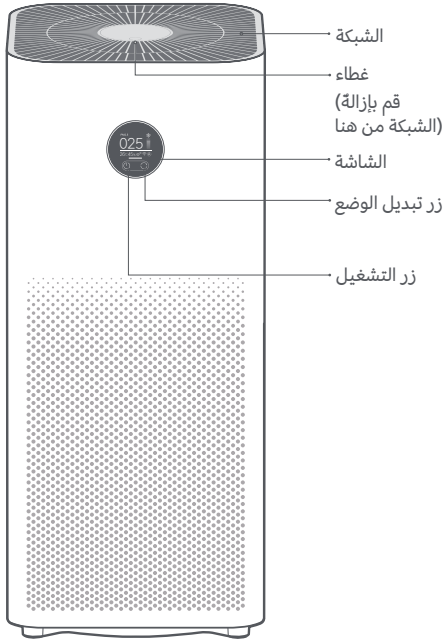 الشبكة
غطاء
(قم بإزالة
الشبكة من هنا)
الشاشة
025
زر تبديل الوضع
زر التشغيل